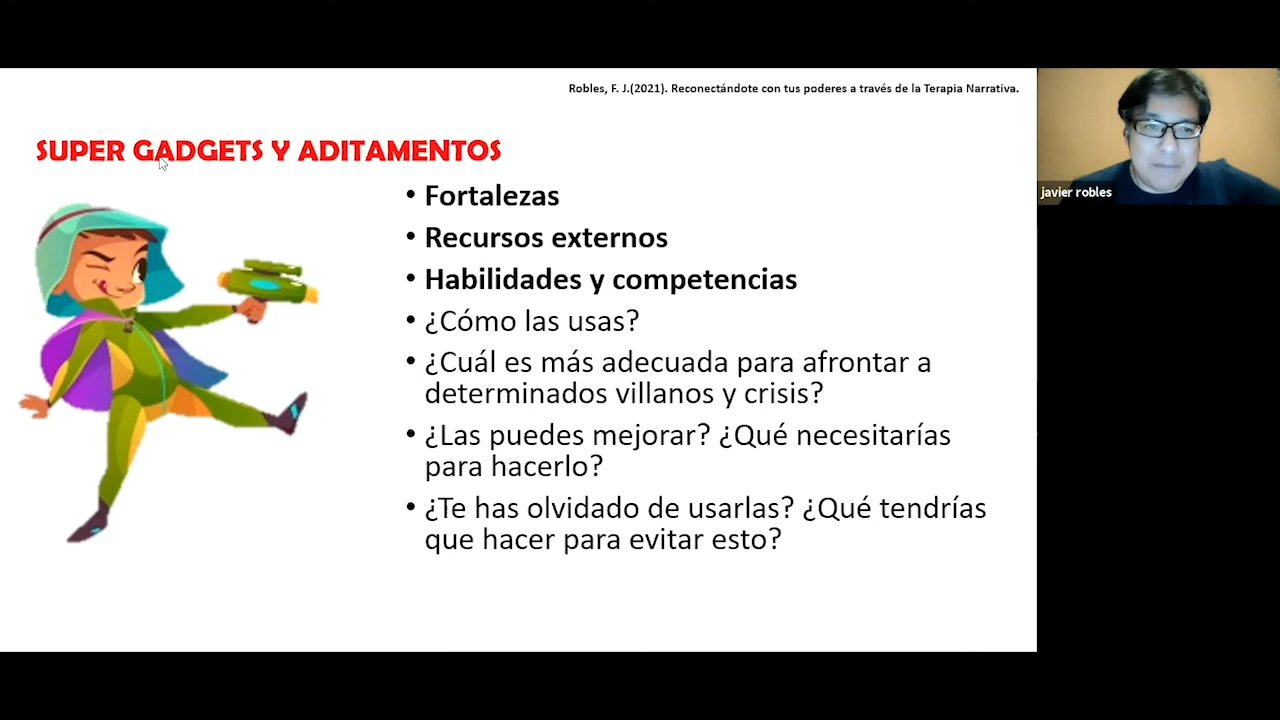 Robles, F. J.(2021). Reconectándote con tus poderes a través de la Terapia Narrativa.
SUPER GADGETS Y ADITAMENTOS
• Fortalezas
• Recursos externos
• Habilidades y competencias
• ¿Cómo las usas?
• ¿Cuál es más adecuada para afrontar a
determinados villanos y crisis?
• ¿Las puedes mejorar? ¿Qué necesitarías
para hacerlo?
• ¿Te has olvidado de usarlas? ¿Qué tendrías
que hacer para evitar esto?
javier robles